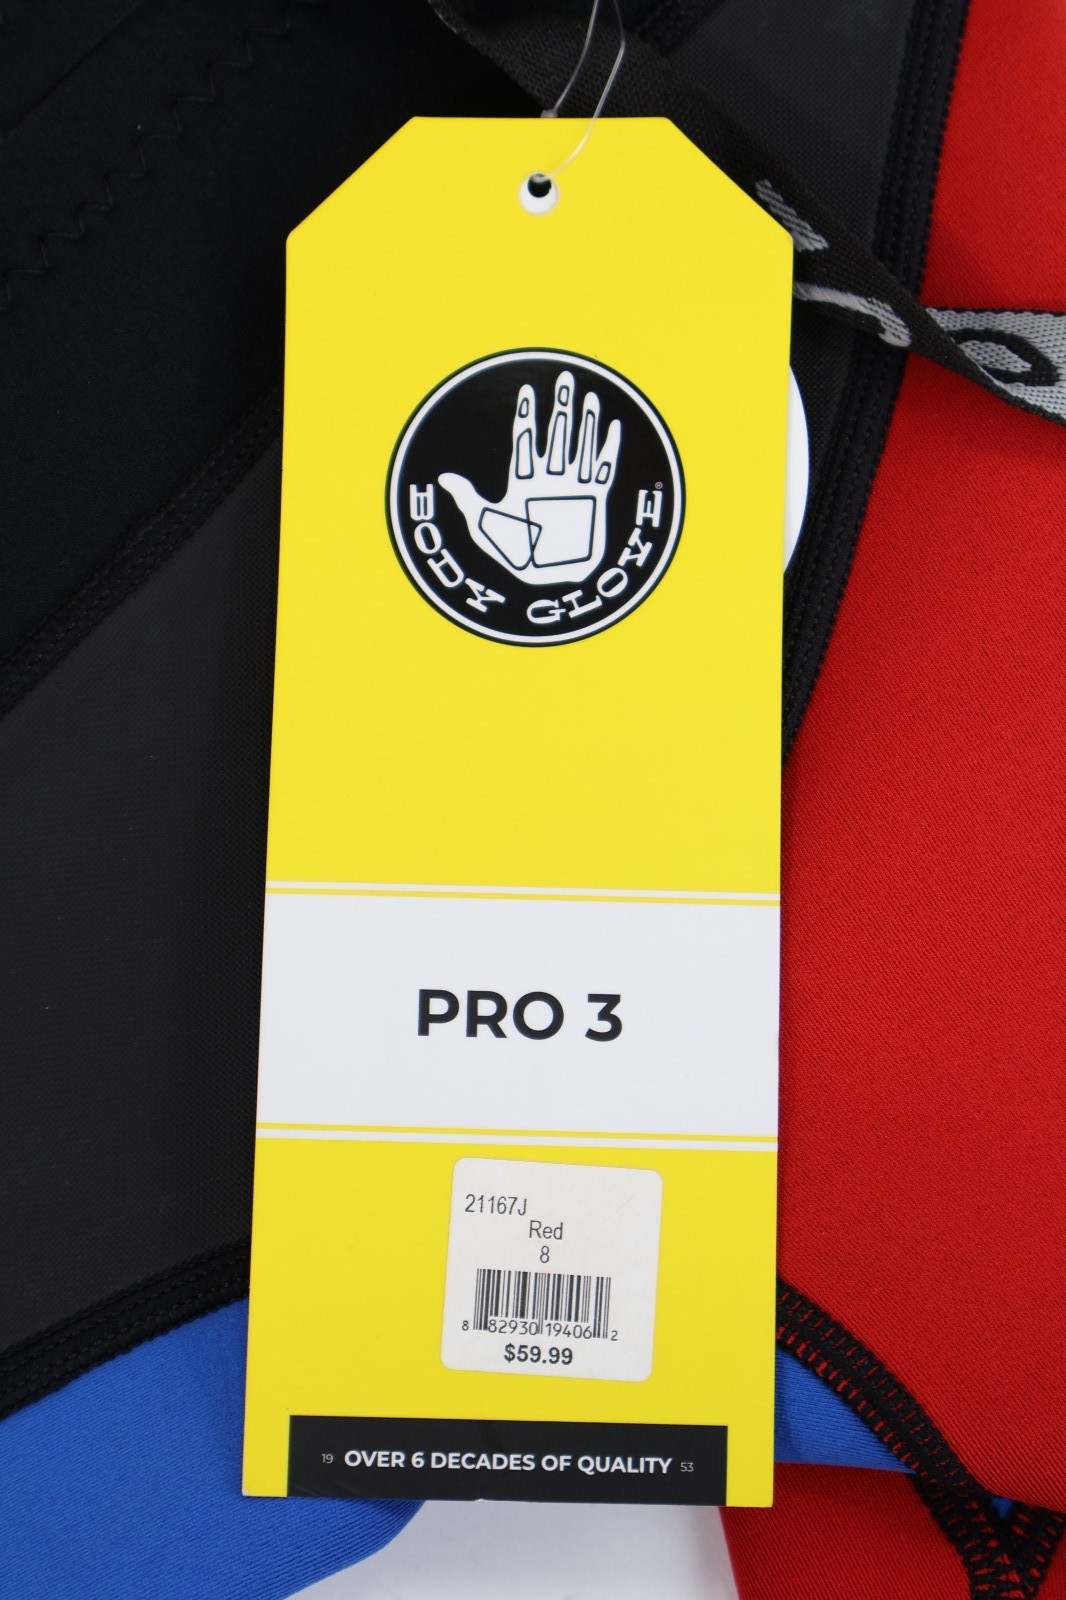 BODY GLOVE®
PRO 3
21167J
Red
8
8 82930 19406 2
$59.99
19 OVER 6 DECADES OF QUALITY 53